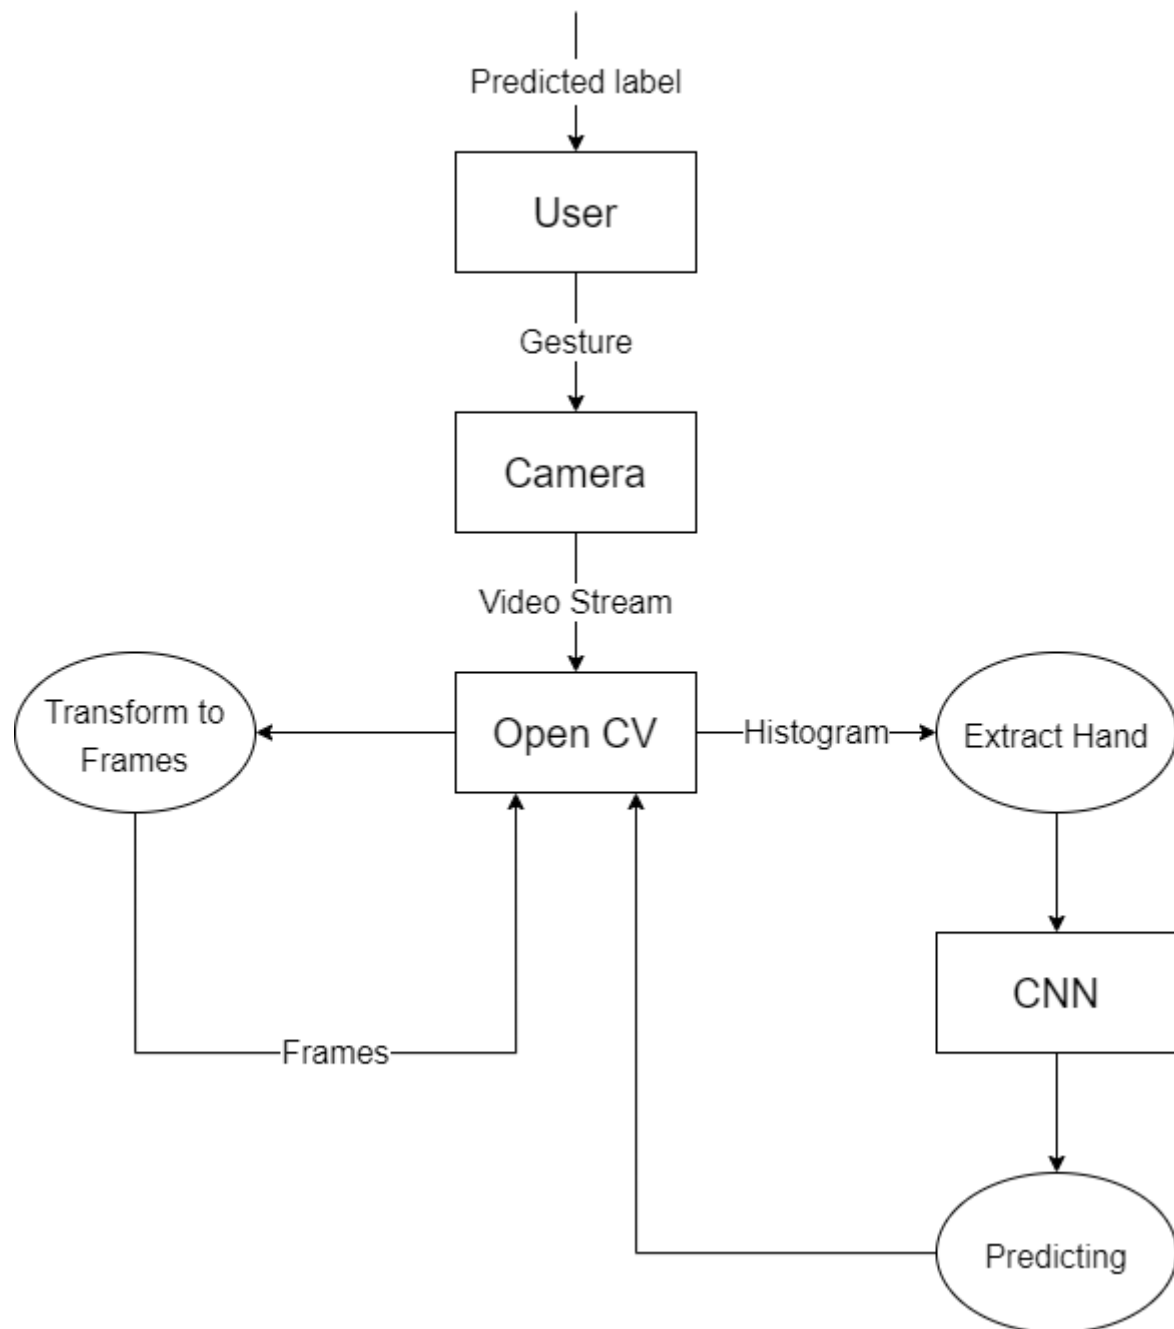 Predicted label
User
Gesture
Camera
Video Stream
Transform to
Frames
Open CV
Histogram
Extract Hand
CNN
Frames
Predicting